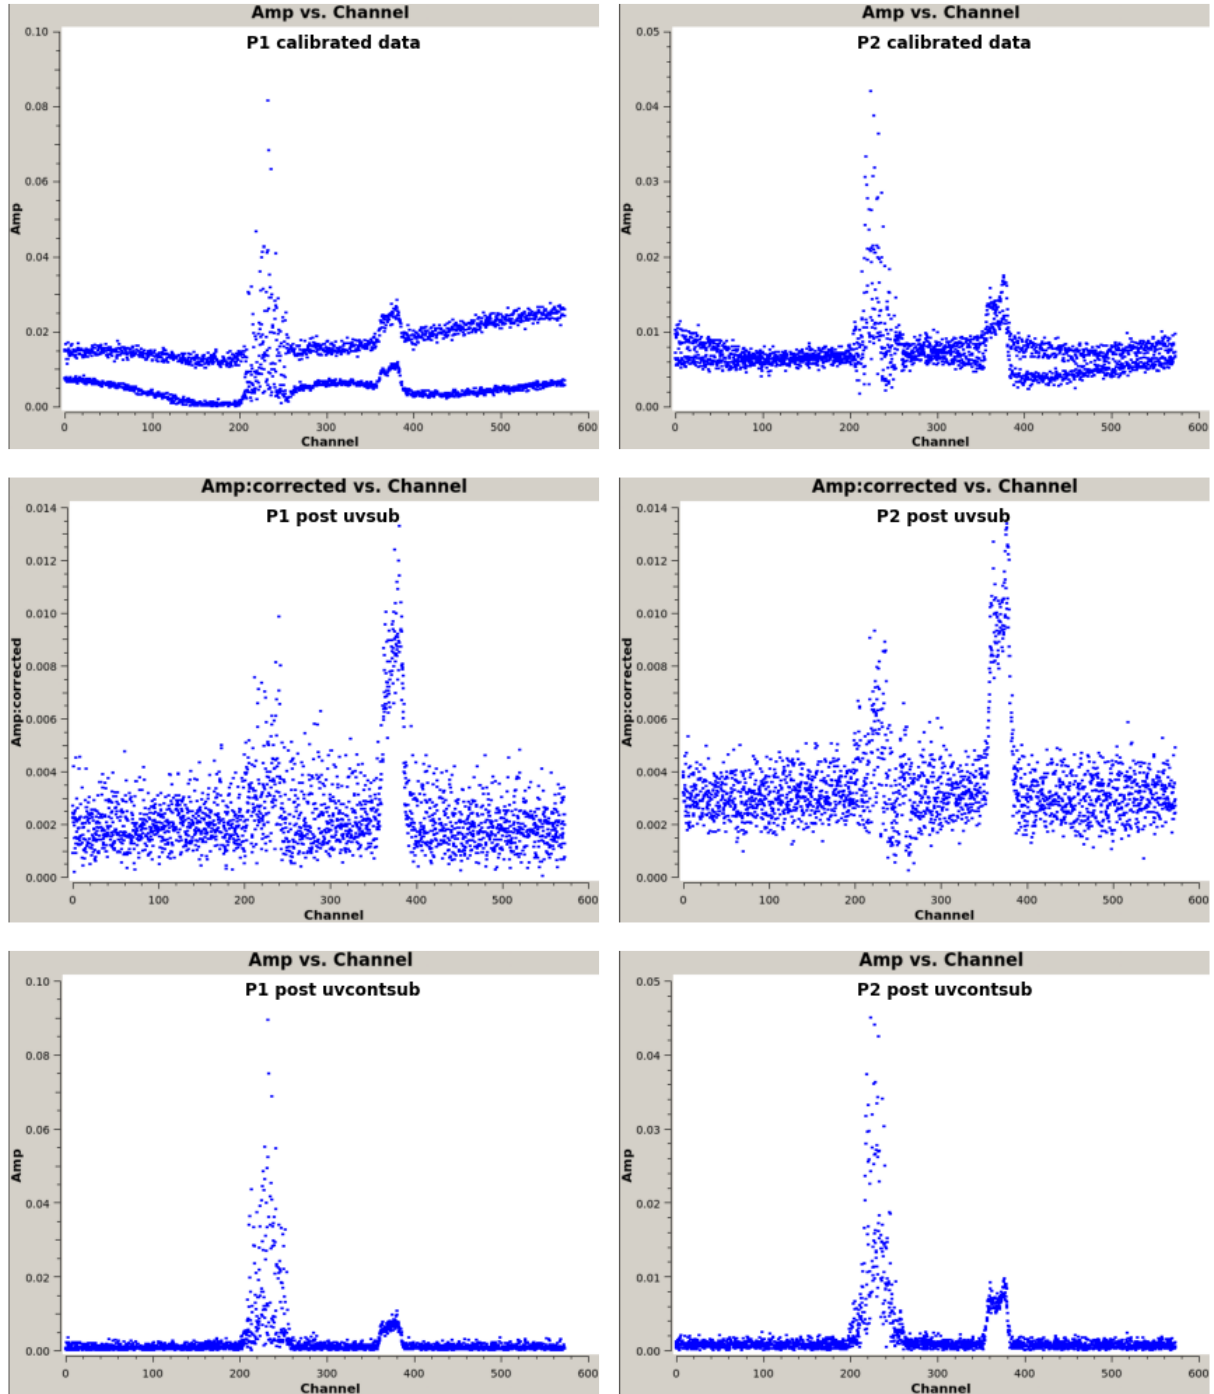 Amp vs. Channel
P1 calibrated data
0.10
0.08
0.06
0.04
0.02
0.00
Amp
0 100 200 300 400 500 600
Channel
Amp vs. Channel
P2 calibrated data
0.05
0.04
0.03
0.02
0.01
0.00
Amp
0 100 200 300 400 500 600
Channel
Amp:corrected vs. Channel
P1 post uvsub
0.014
0.012
0.010
0.008
0.006
0.004
0.002
0.000
Amp:corrected
0 100 200 300 400 500 600
Channel
Amp:corrected vs. Channel
P2 post uvsub
0.014
0.012
0.010
0.008
0.006
0.004
0.002
0.000
Amp:corrected
0 100 200 300 400 500 600
Channel
Amp vs. Channel
P1 post uvcontsub
0.10
0.08
0.06
0.04
0.02
0.00
Amp
0 100 200 300 400 500 600
Channel
Amp vs. Channel
P2 post uvcontsub
0.05
0.04
0.03
0.02
0.01
0.00
Amp
0 100 200 300 400 500 600
Channel